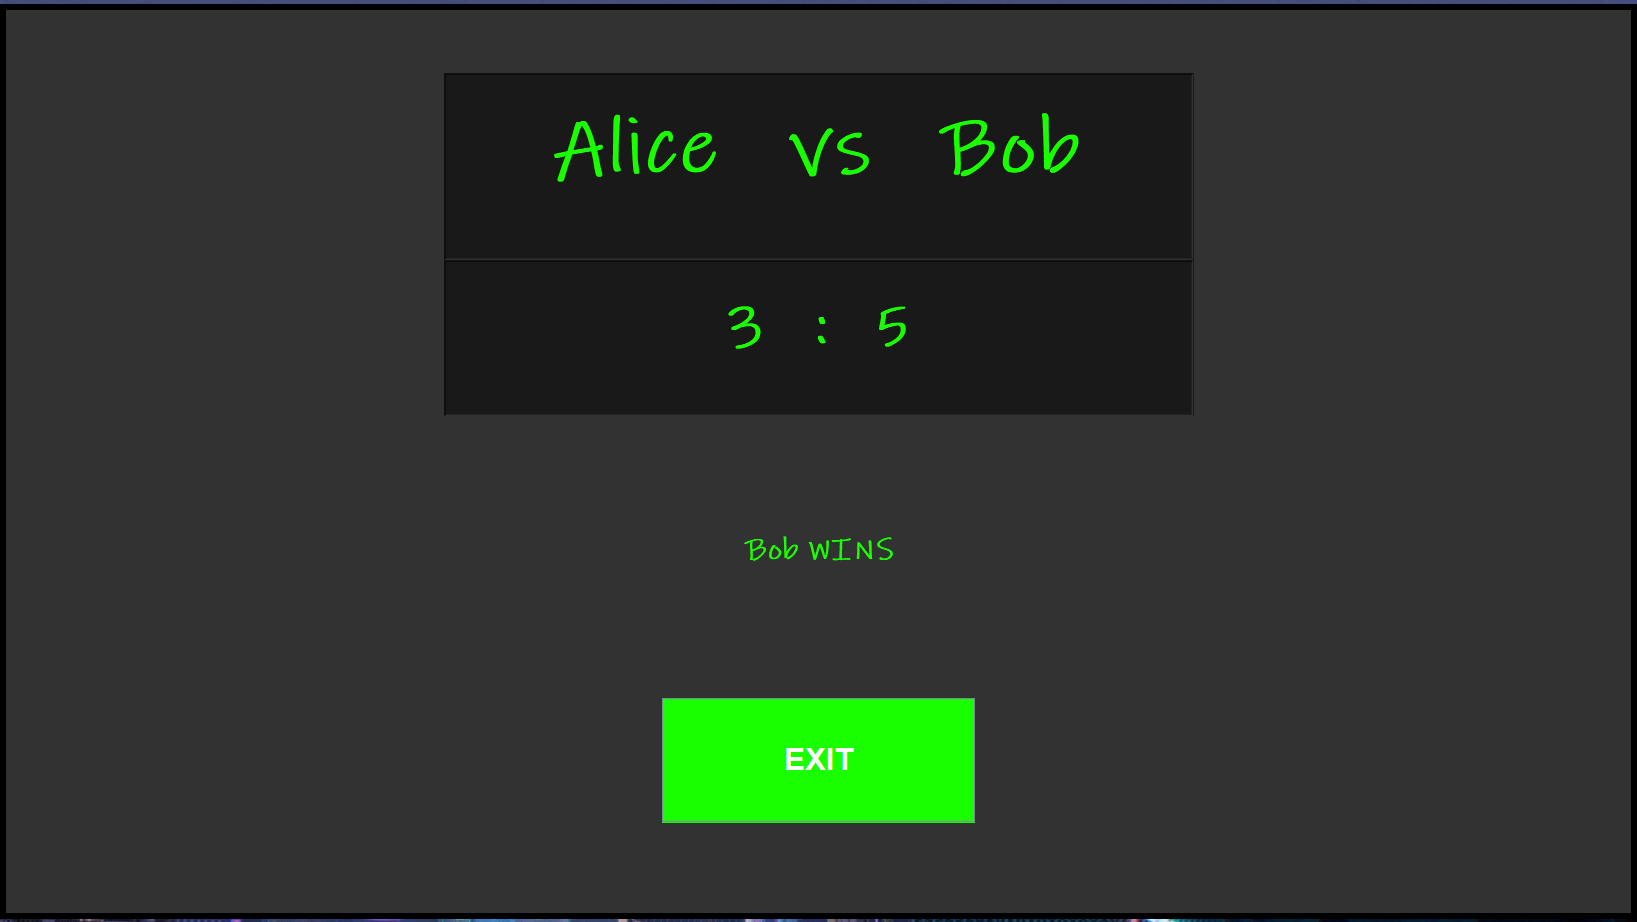 Alice vs Bob
3 : 5
Bob WINS
EXIT